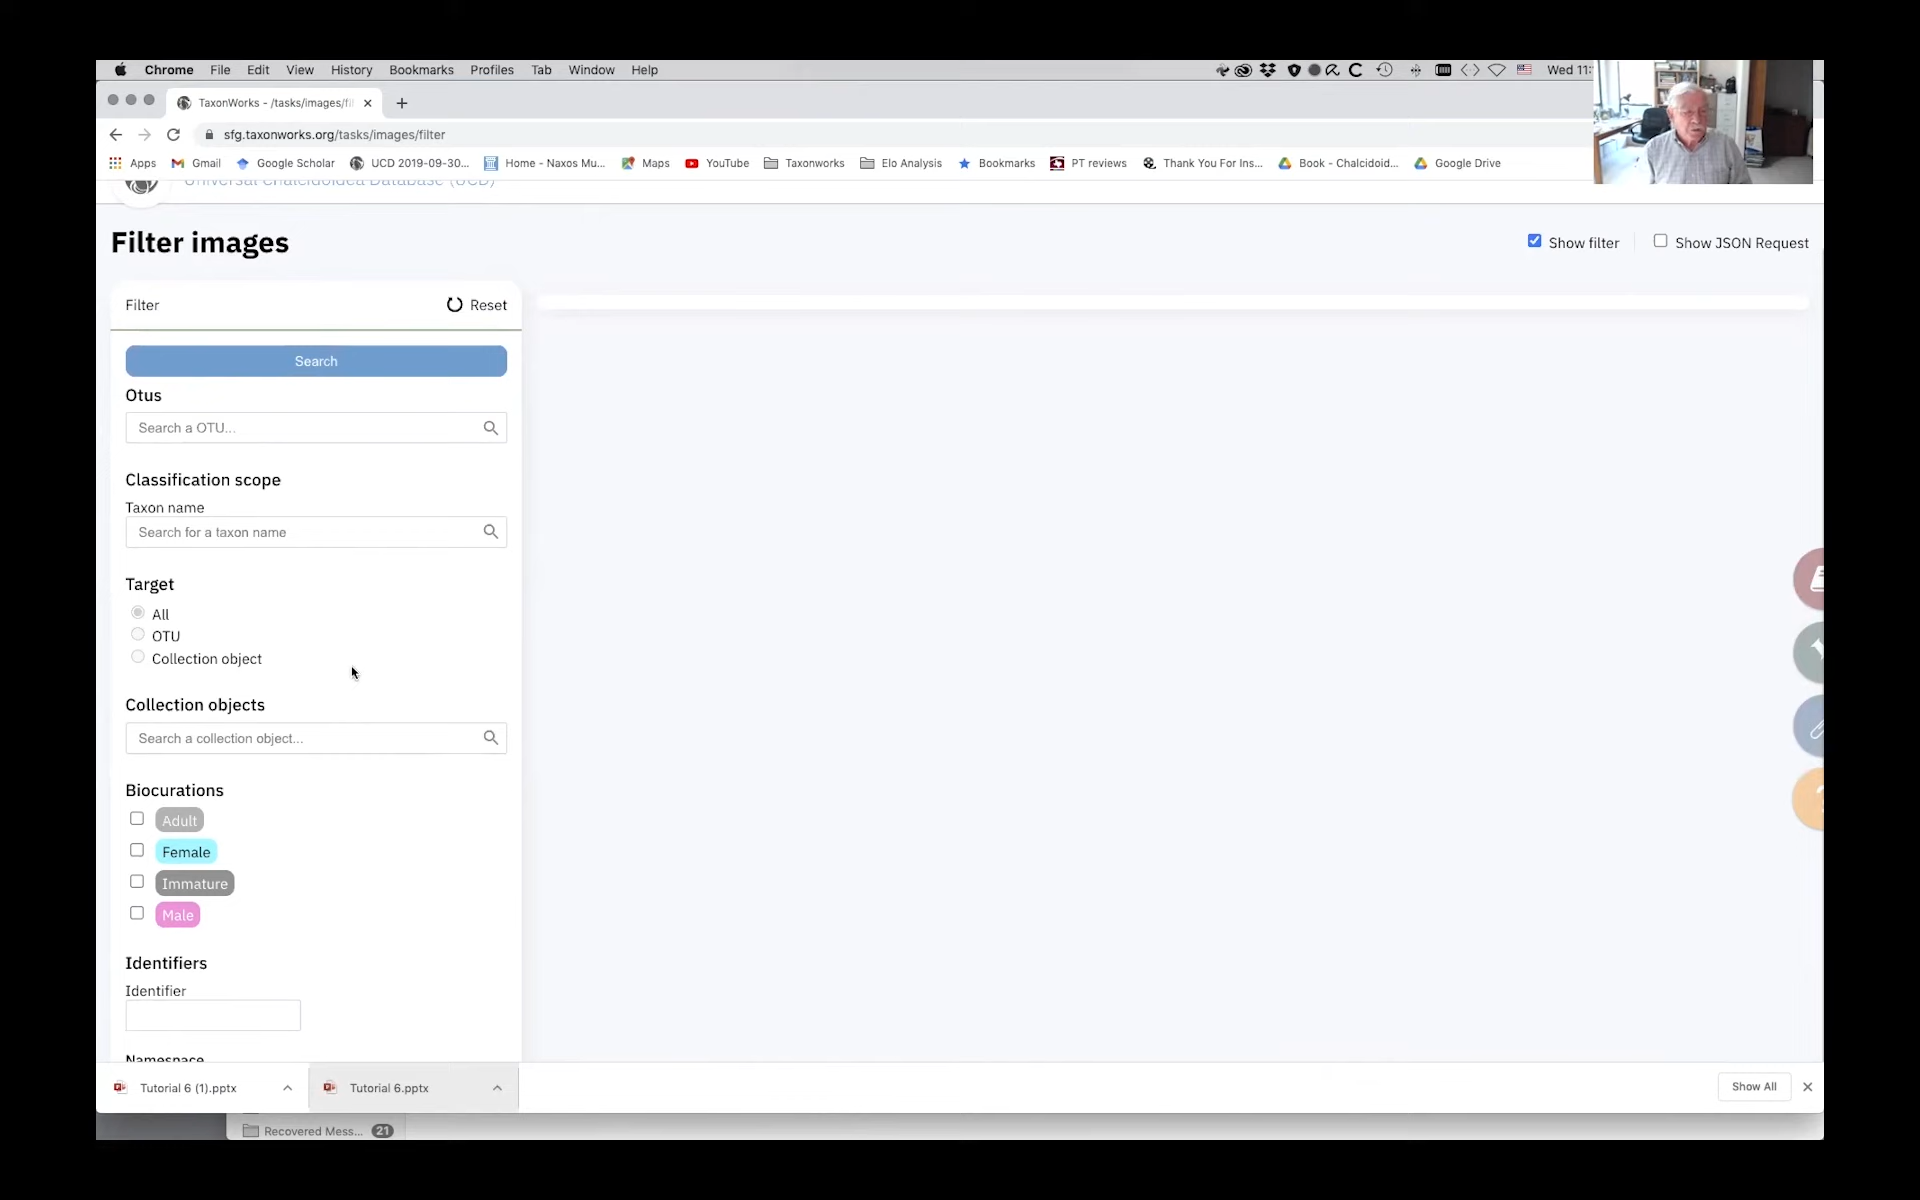 Chrome File Edit View History Bookmarks Profiles Tab Window Help Wed 11:
TaxonWorks - /tasks/images/fil
sfg.taxonworks.org/tasks/images/filter
Apps Gmail Google Scholar UCD 2019-09-30... Home - Naxos Mu... Maps YouTube Taxonworks Elo Analysis Bookmarks PT reviews Thank You For Ins... Book - Chalcidoid... Google Drive
Universal Chalcidoidea Database (UCD)
Filter images
Show filter Show JSON Request
Filter Reset
Search
Otus
Search a OTU...
Classification scope
Taxon name
Search for a taxon name
Target
All
OTU
Collection object
Collection objects
Search a collection object...
Biocurations
Adult
Female
Immature
Male
Identifiers
Identifier
Namespace
Tutorial 6 (1).pptx Tutorial 6.pptx Show All
Recovered Mess... 21